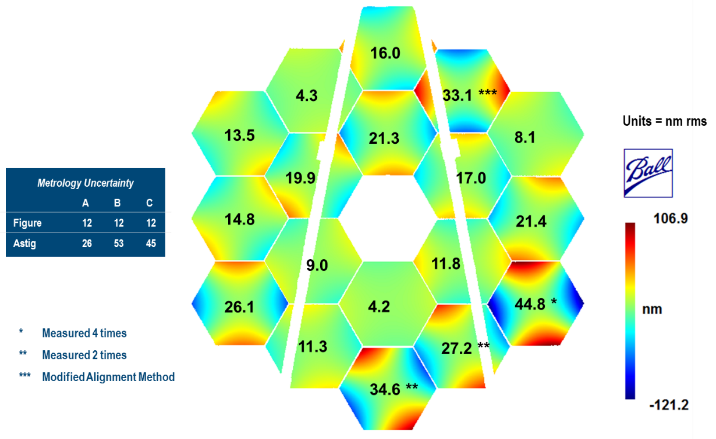 16.0
4.3
33.1 ***
13.5
21.3
8.1
Units = nm rms
19.9
17.0
Ball
Metrology Uncertainty
A B C
Figure 12 12 12
Astig 26 53 45
14.8
21.4
106.9
9.0
11.8
26.1
4.2
44.8 *
nm
* Measured 4 times
11.3
27.2 **
** Measured 2 times
*** Modified Alignment Method
34.6 **
-121.2